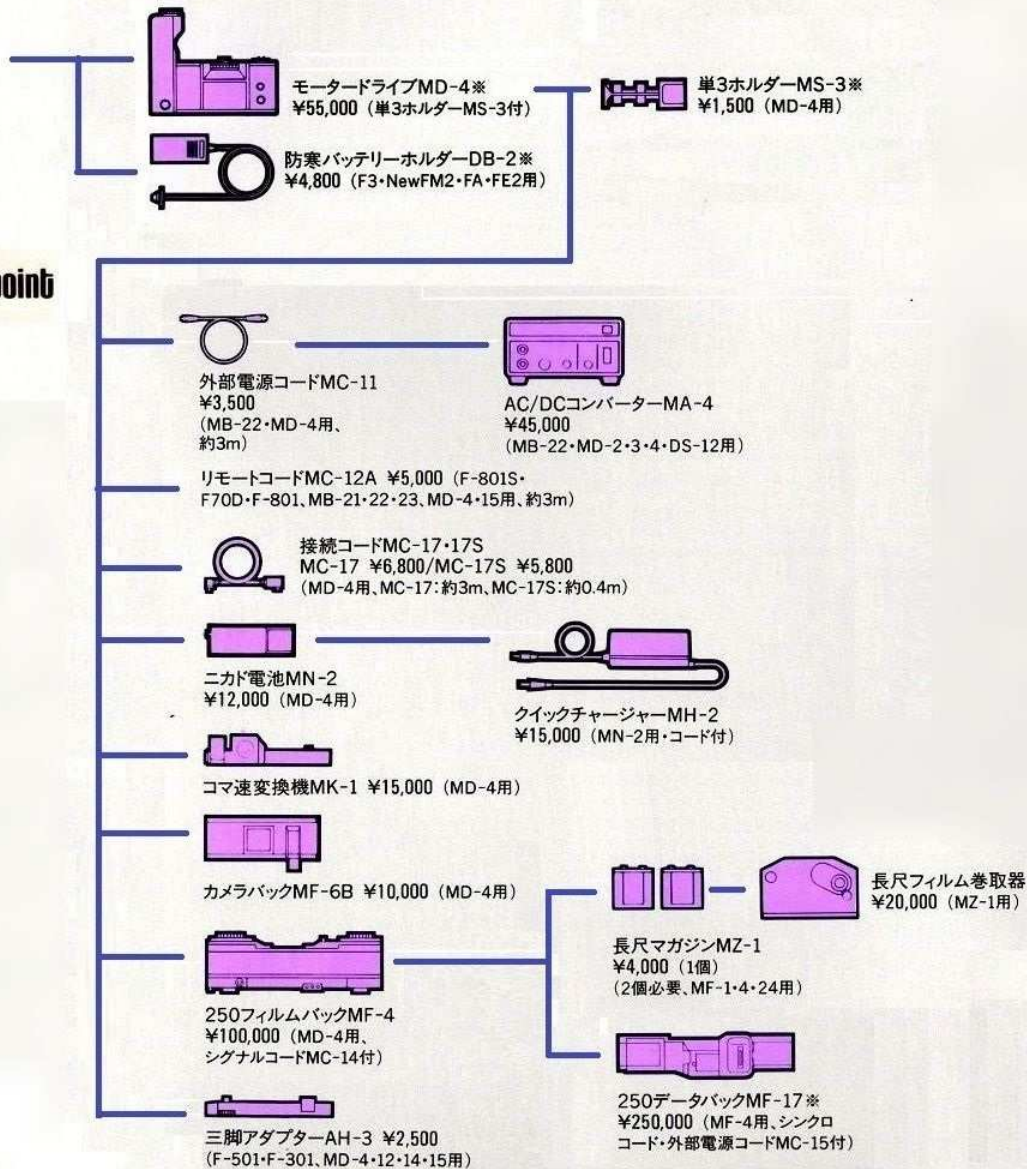 モータードライブMD-4※
¥55,000（単3ホルダーMS-3付）
単3ホルダーMS-3※
¥1,500（MD-4用）
防寒バッテリーホルダーDB-2※
¥4,800（F3・NewFM2・FA・FE2用）
point
外部電源コードMC-11
¥3,500
（MB-22・MD-4用、
約3m）
AC/DCコンバーターMA-4
¥45,000
（MB-22・MD-2・3・4・DS-12用）
リモートコードMC-12A ¥5,000（F-801S・
F70D・F-801、MB-21・22・23、MD-4・15用、約3m）
接続コードMC-17・17S
MC-17 ¥6,800/MC-17S ¥5,800
（MD-4用、MC-17：約3m、MC-17S：約0.4m）
ニカド電池MN-2
¥12,000（MD-4用）
クイックチャージャーMH-2
¥15,000（MN-2用・コード付）
コマ速変換機MK-1 ¥15,000（MD-4用）
カメラバックMF-6B ¥10,000（MD-4用）
長尺フィルム巻取器
¥20,000（MZ-1用）
長尺マガジンMZ-1
¥4,000（1個）
（2個必要、MF-1・4・24用）
250フィルムバックMF-4
¥100,000（MD-4用、
シグナルコードMC-14付）
250データバックMF-17※
¥250,000（MF-4用、シンクロ
コード・外部電源コードMC-15付）
三脚アダプターAH-3 ¥2,500
（F-501・F-301、MD-4・12・14・15用）